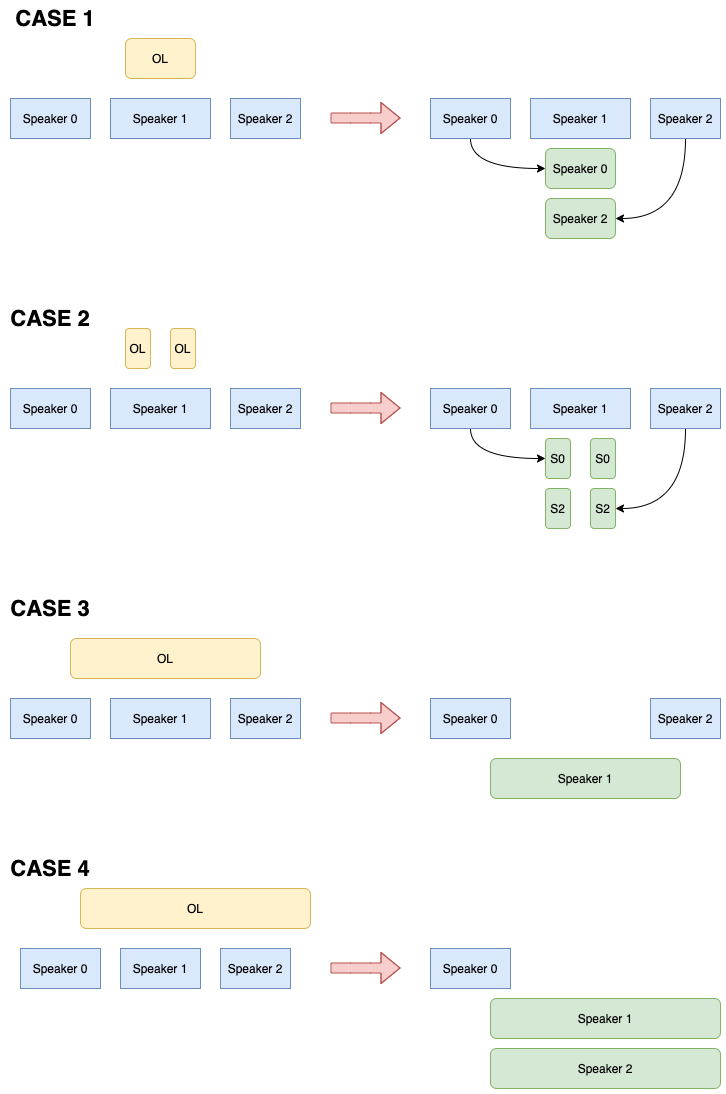 CASE 1
OL
Speaker 0 Speaker 1 Speaker 2 Speaker 0 Speaker 1 Speaker 2
Speaker 0
Speaker 2
CASE 2
OL OL
Speaker 0 Speaker 1 Speaker 2 Speaker 0 Speaker 1 Speaker 2
S0 S0
S2 S2
CASE 3
OL
Speaker 0 Speaker 1 Speaker 2 Speaker 0 Speaker 2
Speaker 1
CASE 4
OL
Speaker 0 Speaker 1 Speaker 2 Speaker 0
Speaker 1
Speaker 2